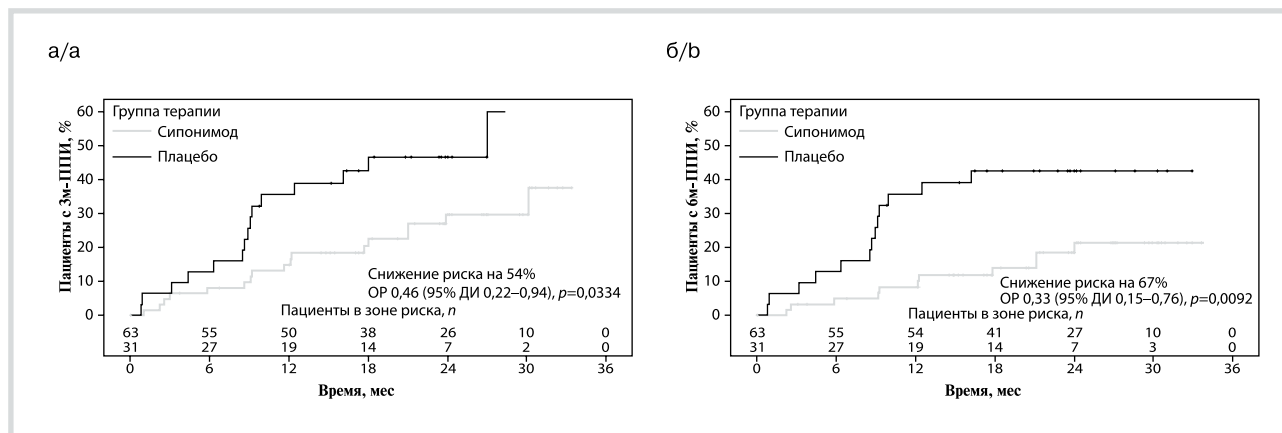 а/a
Группа терапии
Сипонимод
Плацебо
Пациенты с 3м-ППИ, %
60
50
40
30
20
10
0
Снижение риска на 54%
ОР 0,46 (95% ДИ 0,22–0,94), p=0,0334
Пациенты в зоне риска, n
63 55 50 38 26 10 0
31 27 19 14 7 2 0
0 6 12 18 24 30 36
Время, мес
б/b
Группа терапии
Сипонимод
Плацебо
Пациенты с 6м-ППИ, %
60
50
40
30
20
10
0
Снижение риска на 67%
ОР 0,33 (95% ДИ 0,15–0,76), p=0,0092
Пациенты в зоне риска, n
63 55 54 41 27 10 0
31 27 19 14 7 3 0
0 6 12 18 24 30 36
Время, мес